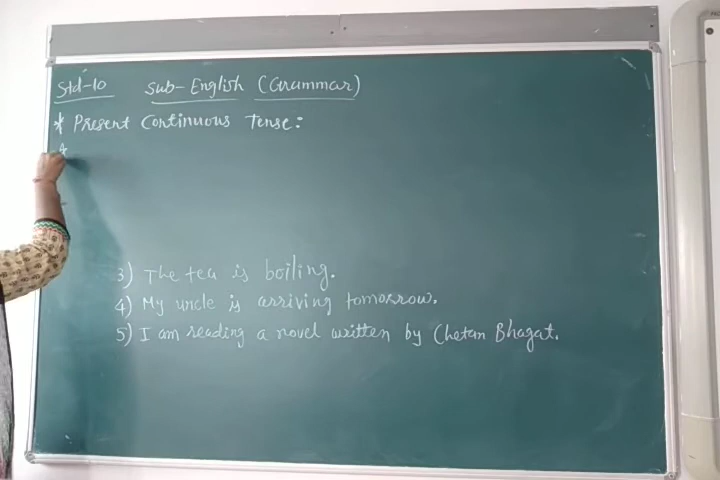 Std-10 Sub-English (Grammar)
* Present Continuous Tense:
*
3) The tea is boiling.
4) My uncle is arriving tomorrow.
5) I am reading a novel written by Chetan Bhagat.